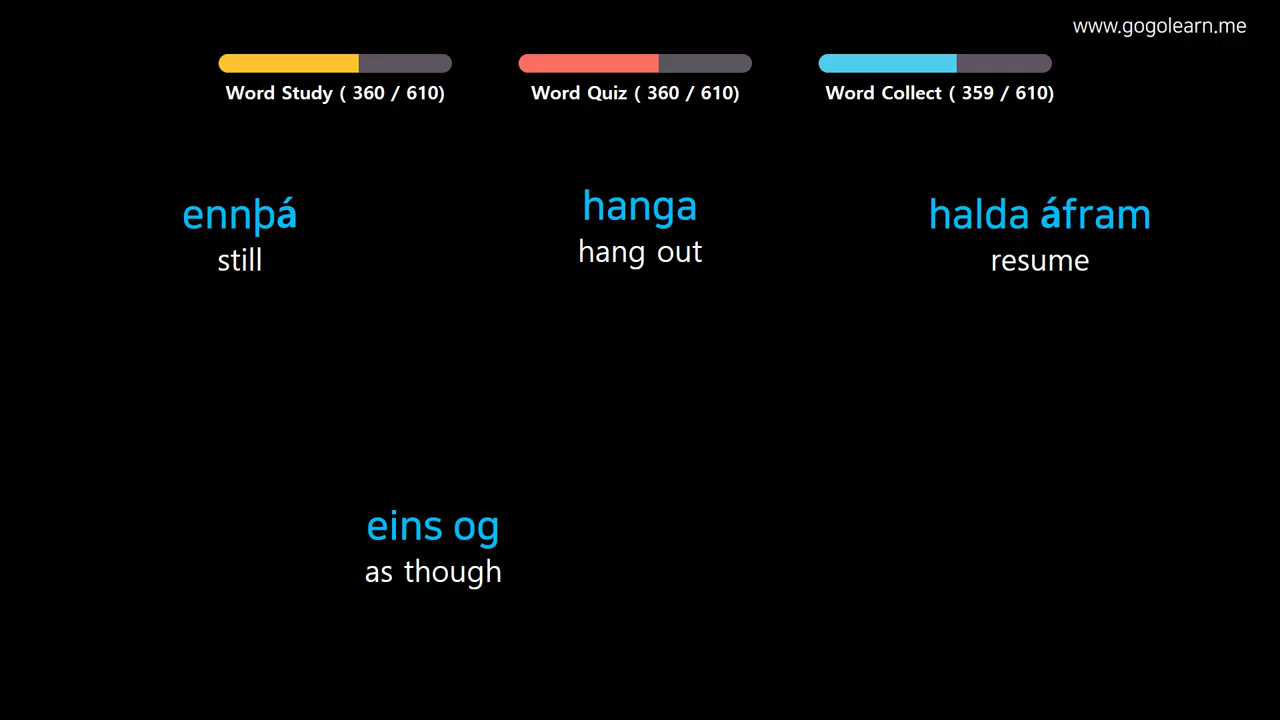 www.gogolearn.me
Word Study ( 360 / 610)
Word Quiz ( 360 / 610)
Word Collect ( 359 / 610)
ennþá
still
hanga
hang out
halda áfram
resume
eins og
as though